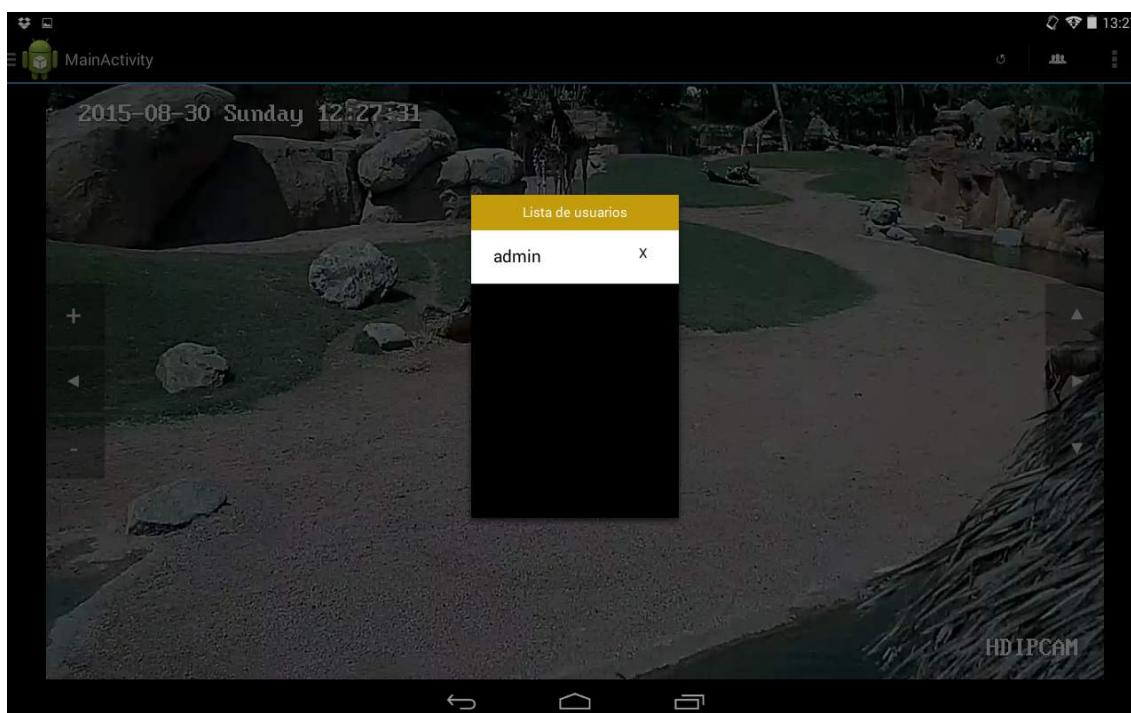 13:2
MainActivity
2015-08-30 Sunday 12:27:31
Lista de usuarios
admin X
+
-
HDIPCAM